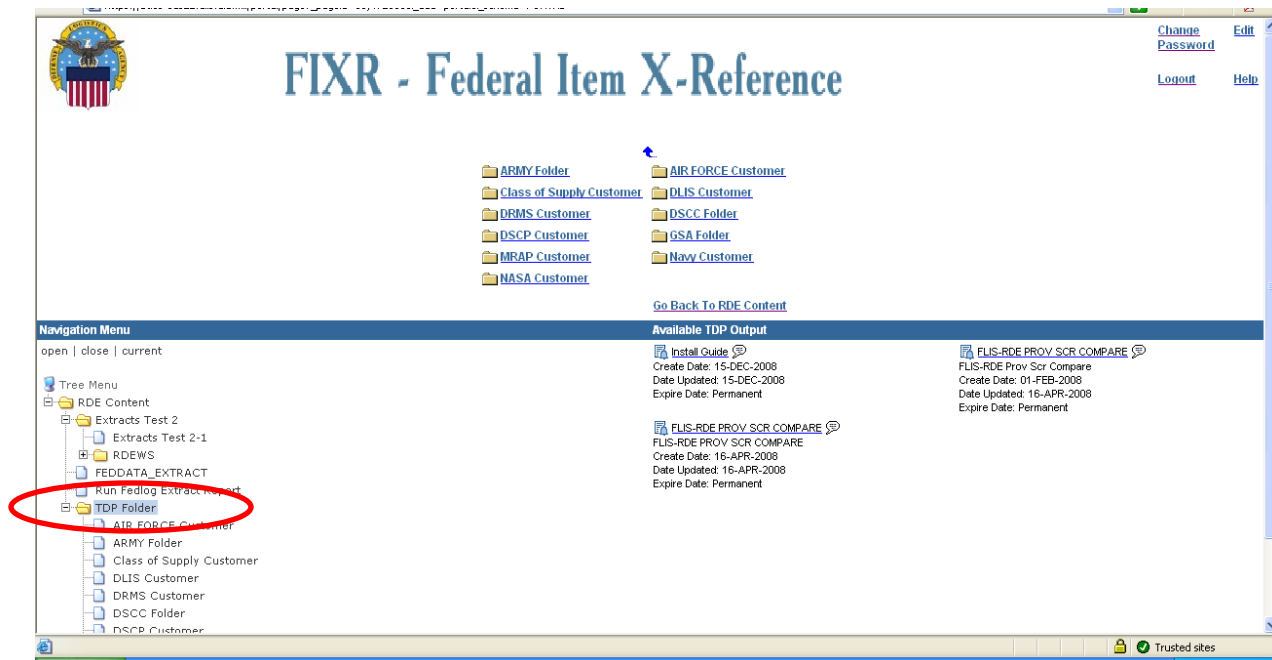 Change Password
Edit
Logout
Help
FIXR - Federal Item X-Reference
ARMY Folder
AIR FORCE Customer
Class of Supply Customer
DLIS Customer
DRMS Customer
DSCC Folder
DSCP Customer
GSA Folder
MRAP Customer
Navy Customer
NASA Customer
Go Back To RDE Content
Navigation Menu
Available TDP Output
open | close | current
Install Guide
Create Date: 15-DEC-2008
Date Updated: 15-DEC-2008
Expire Date: Permanent
FLIS-RDE PROV SCR COMPARE
FLIS-RDE Prov Scr Compare
Create Date: 01-FEB-2008
Date Updated: 16-APR-2008
Expire Date: Permanent
FLIS-RDE PROV SCR COMPARE
FLIS-RDE PROV SCR COMPARE
Create Date: 16-APR-2008
Date Updated: 16-APR-2008
Expire Date: Permanent
Tree Menu
RDE Content
Extracts Test 2
Extracts Test 2-1
RDEWS
FEDDATA_EXTRACT
Run Fedlog Extract Report
TDP Folder
AIR FORCE Customer
ARMY Folder
Class of Supply Customer
DLIS Customer
DRMS Customer
DSCC Folder
DSCP Customer
Trusted sites